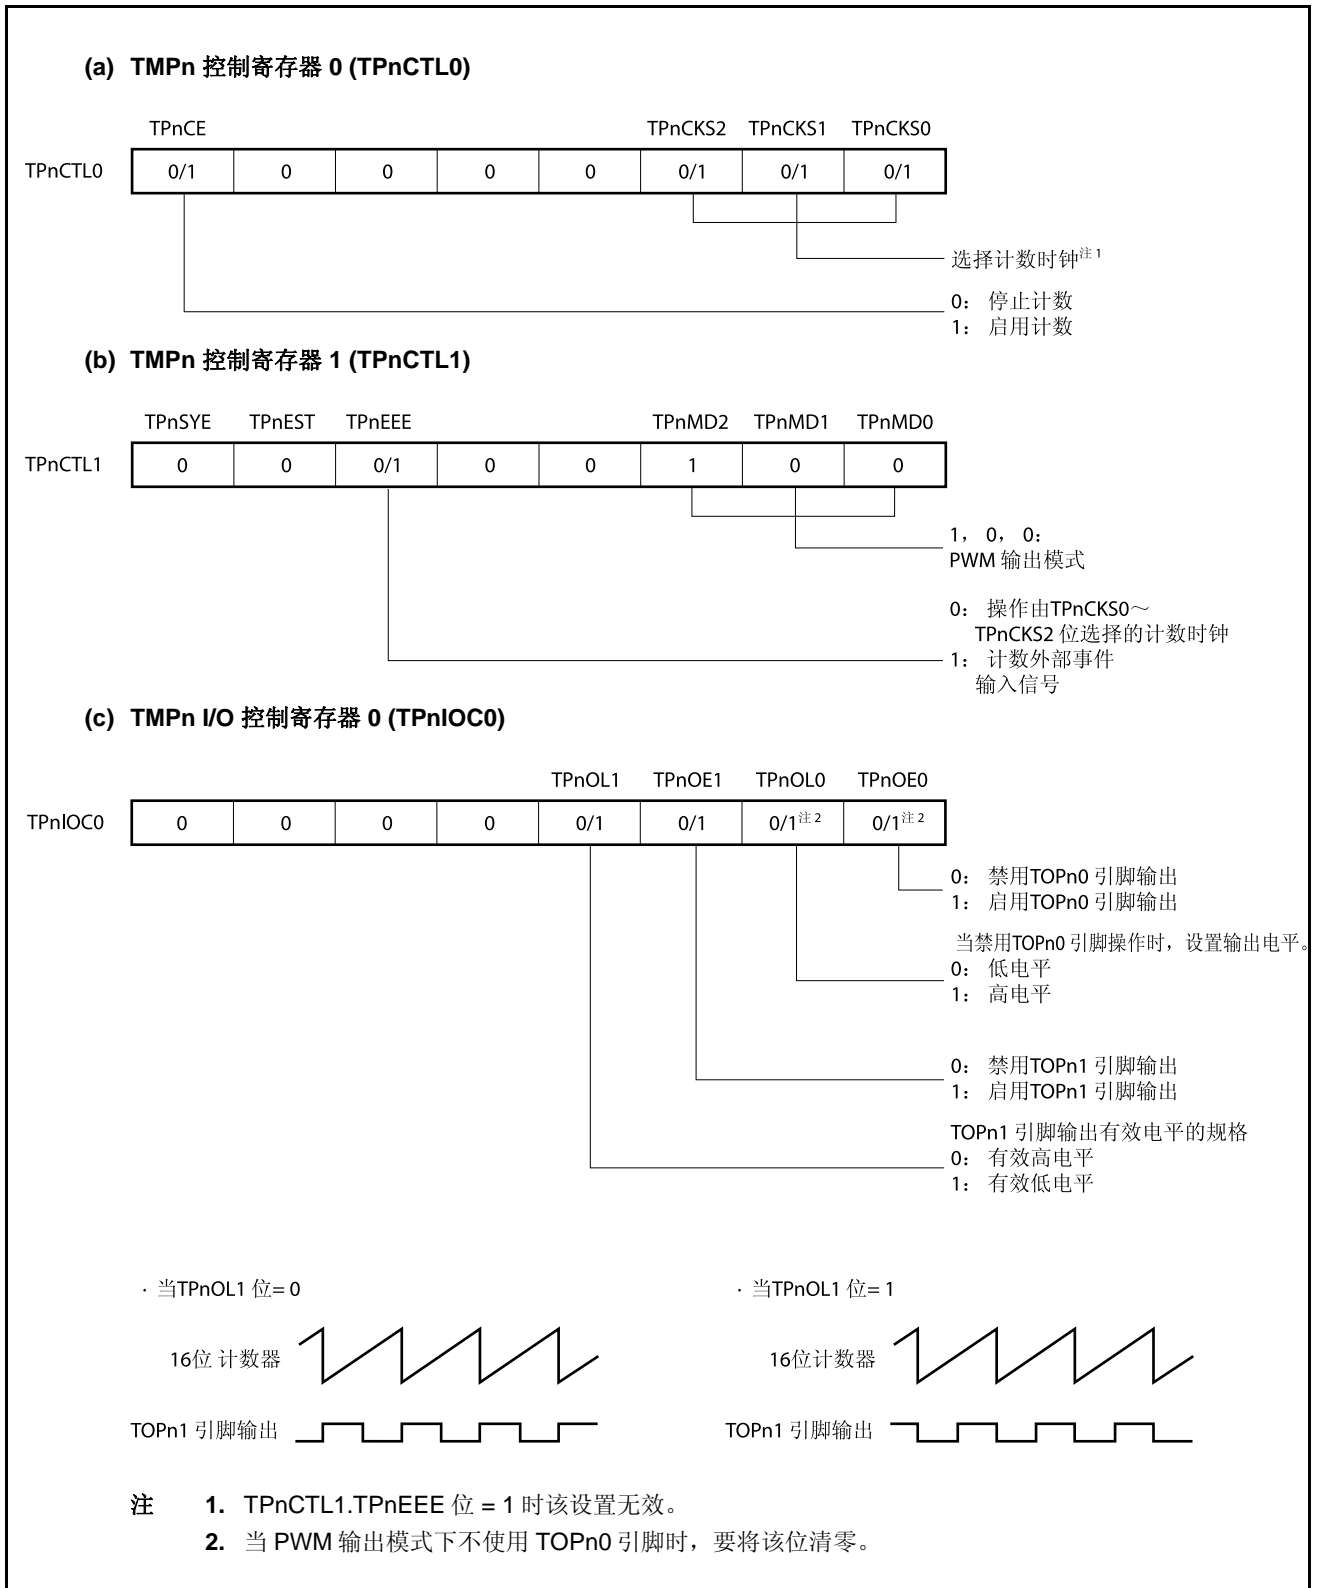 (a) TMPn 控制寄存器 0 (TPnCTL0)
TPnCE TPnCKS2 TPnCKS1 TPnCKS0
TPnCTL0 0/1 0 0 0 0 0/1 0/1 0/1
选择计数时钟注 1
0： 停止计数
1： 启用计数
(b) TMPn 控制寄存器 1 (TPnCTL1)
TPnSYE TPnEST TPnEEE TPnMD2 TPnMD1 TPnMD0
TPnCTL1 0 0 0/1 0 0 1 0 0
1， 0， 0：
PWM 输出模式
0： 操作由TPnCKS0～
TPnCKS2 位选择的计数时钟
1： 计数外部事件
输入信号
(c) TMPn I/O 控制寄存器 0 (TPnIOC0)
TPnOL1 TPnOE1 TPnOL0 TPnOE0
TPnIOC0 0 0 0 0 0/1 0/1 0/1注 2 0/1注 2
0： 禁用TOPn0 引脚输出
1： 启用TOPn0 引脚输出
当禁用TOPn0 引脚操作时，设置输出电平。
0： 低电平
1： 高电平
0： 禁用TOPn1 引脚输出
1： 启用TOPn1 引脚输出
TOPn1 引脚输出有效电平的规格
0： 有效高电平
1： 有效低电平
· 当TPnOL1 位= 0 · 当TPnOL1 位= 1
16位 计数器 16位计数器
TOPn1 引脚输出 TOPn1 引脚输出
注 1. TPnCTL1.TPnEEE 位 = 1 时该设置无效。
2. 当 PWM 输出模式下不使用 TOPn0 引脚时，要将该位清零。